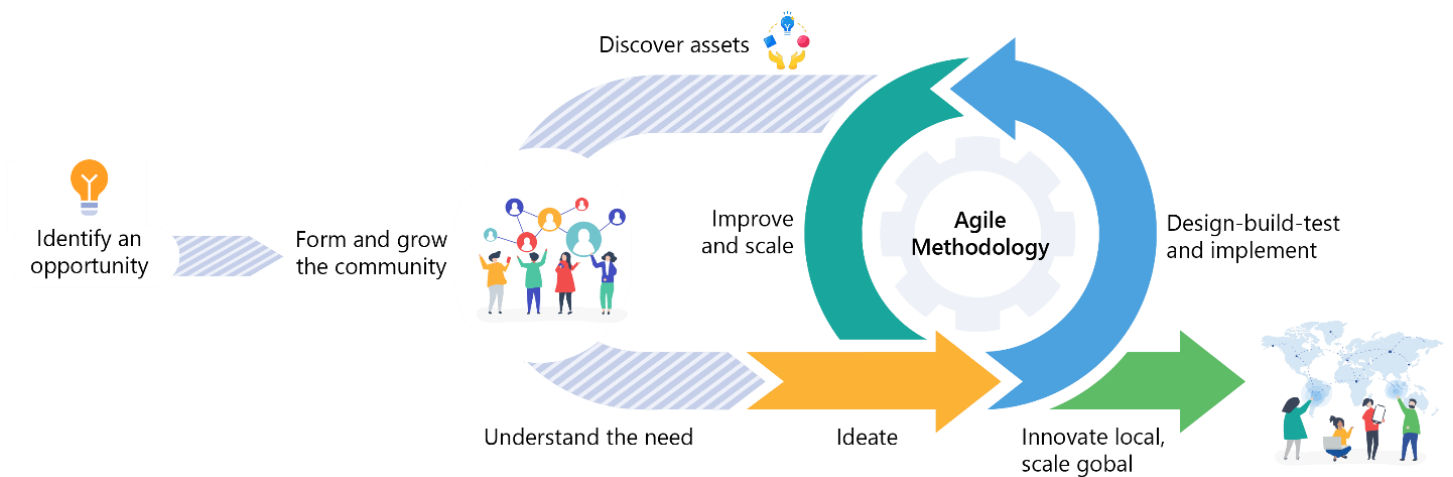 Discover assets
Identify an
opportunity
Form and grow
the community
Improve
and scale
Agile
Methodology
Design-build-test
and implement
Understand the need
Ideate
Innovate local,
scale gobal